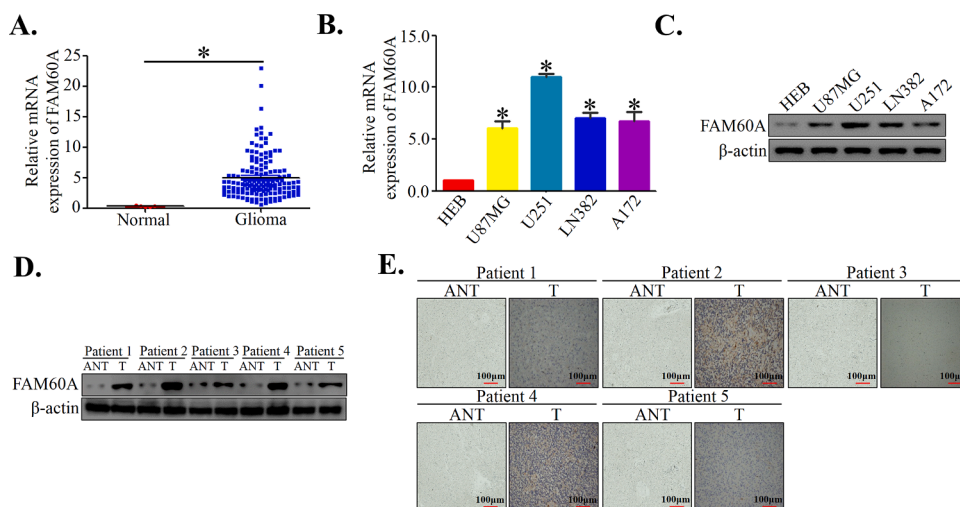 A.
Relative mRNA
expression of FAM60A
25
20
15
10
5
0
*
Normal
Glioma
B.
Relative mRNA
expression of FAM60A
15.0
10.0
5.0
0.0
*
*
*
*
HEB
U87MG
U251
LN382
A172
C.
HEB
U87MG
U251
LN382
A172
FAM60A
β-actin
D.
Patient 1 Patient 2 Patient 3 Patient 4 Patient 5
ANT T ANT T ANT T ANT T ANT T
FAM60A
β-actin
E.
Patient 1 Patient 2 Patient 3
ANT T ANT T ANT T
100μm 100μm 100μm 100μm 100μm 100μm
Patient 4 Patient 5
ANT T ANT T
100μm 100μm 100μm 100μm